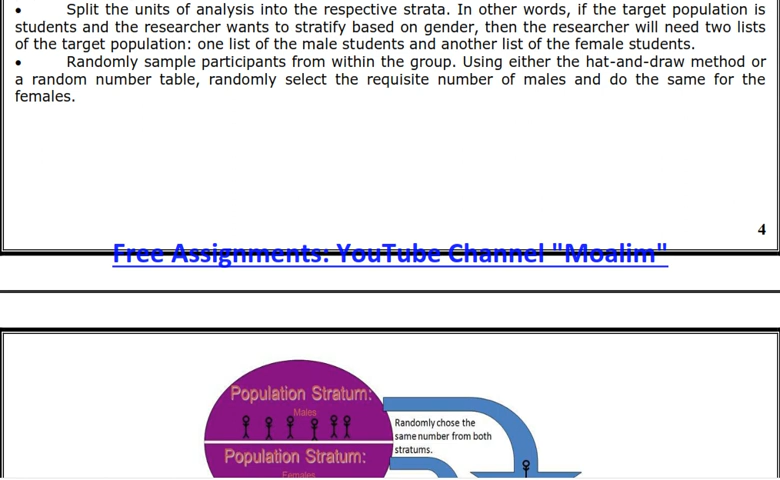 • Split the units of analysis into the respective strata. In other words, if the target population is
students and the researcher wants to stratify based on gender, then the researcher will need two lists
of the target population: one list of the male students and another list of the female students.
• Randomly sample participants from within the group. Using either the hat-and-draw method or
a random number table, randomly select the requisite number of males and do the same for the
females.
4
Free Assignments: YouTube Channel "Moalim"
Population Stratum:
Males
Randomly chose the
same number from both
stratums.
Population Stratum:
Females